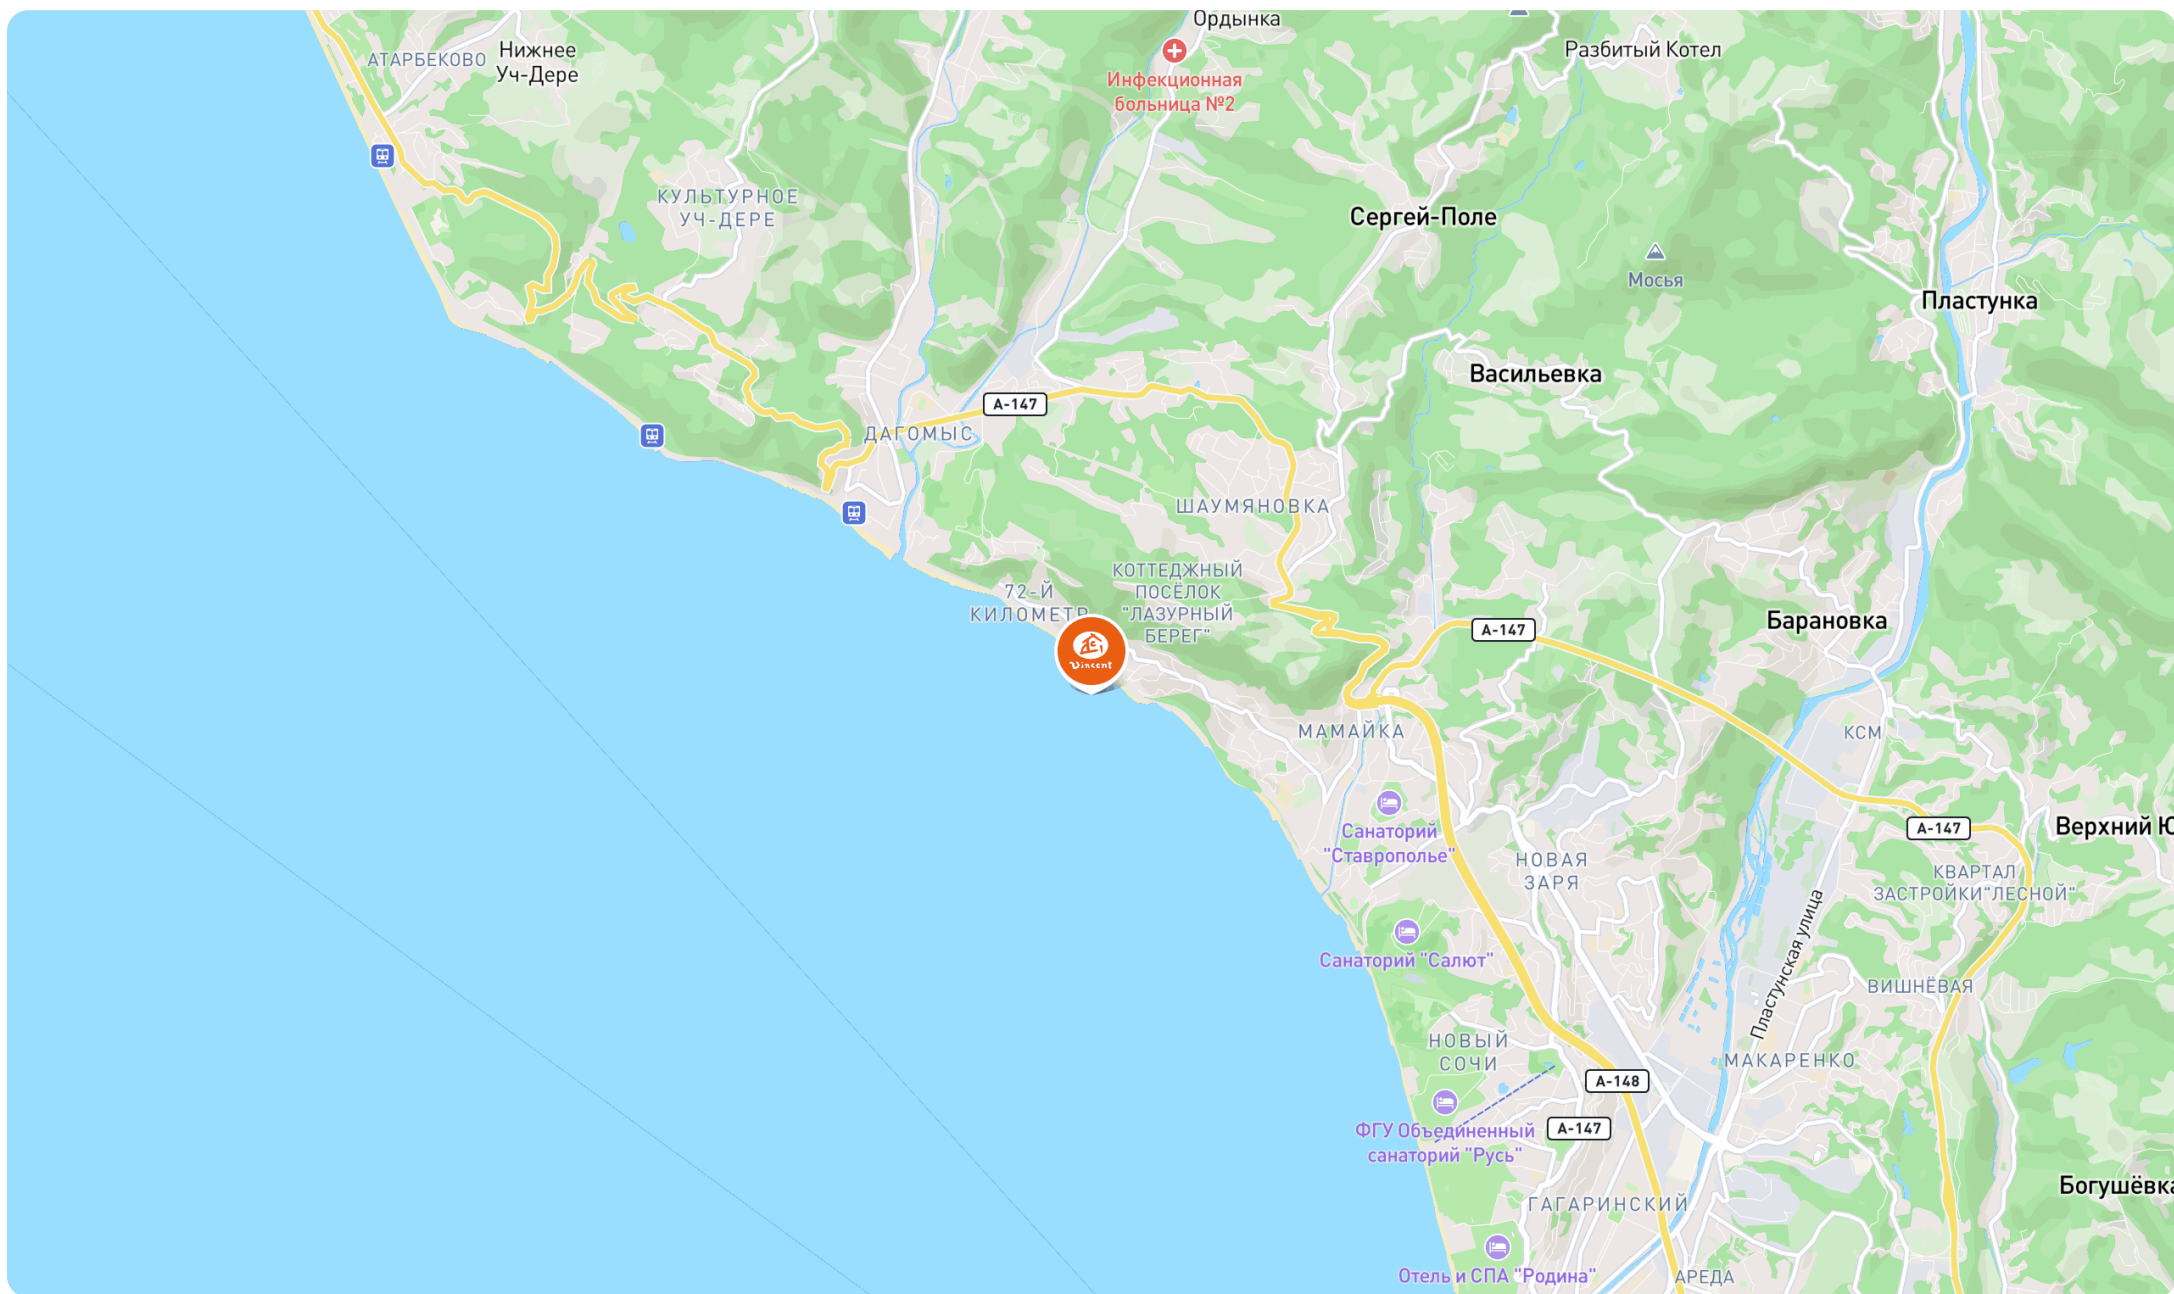 Ордынка
АТАРБЕКОВО
Нижнее
Уч-Дере
Разбитый Котел
Инфекционная
больница №2
КУЛЬТУРНОЕ
УЧ-ДЕРЕ
Сергей-Поле
Мосья
Пластунка
Васильевка
А-147
ДАГОМЫС
ШАУМЯНОВКА
72-Й
КИЛОМЕТР
КОТТЕДЖНЫЙ
ПОСЁЛОК
"ЛАЗУРНЫЙ
БЕРЕГ"
Vincent
А-147
Барановка
МАМАЙКА
КСМ
Санаторий
"Ставрополье"
А-147
Верхний Ю
НОВАЯ
ЗАРЯ
КВАРТАЛ
ЗАСТРОЙКИ"ЛЕСНОЙ"
Пластунская улица
Санаторий "Салют"
ВИШНЁВАЯ
НОВЫЙ
СОЧИ
МАКАРЕНКО
А-148
А-147
ФГУ Объединенный
санаторий "Русь"
Богушёвка
ГАГАРИНСКИЙ
Отель и СПА "Родина"
АРЕДА